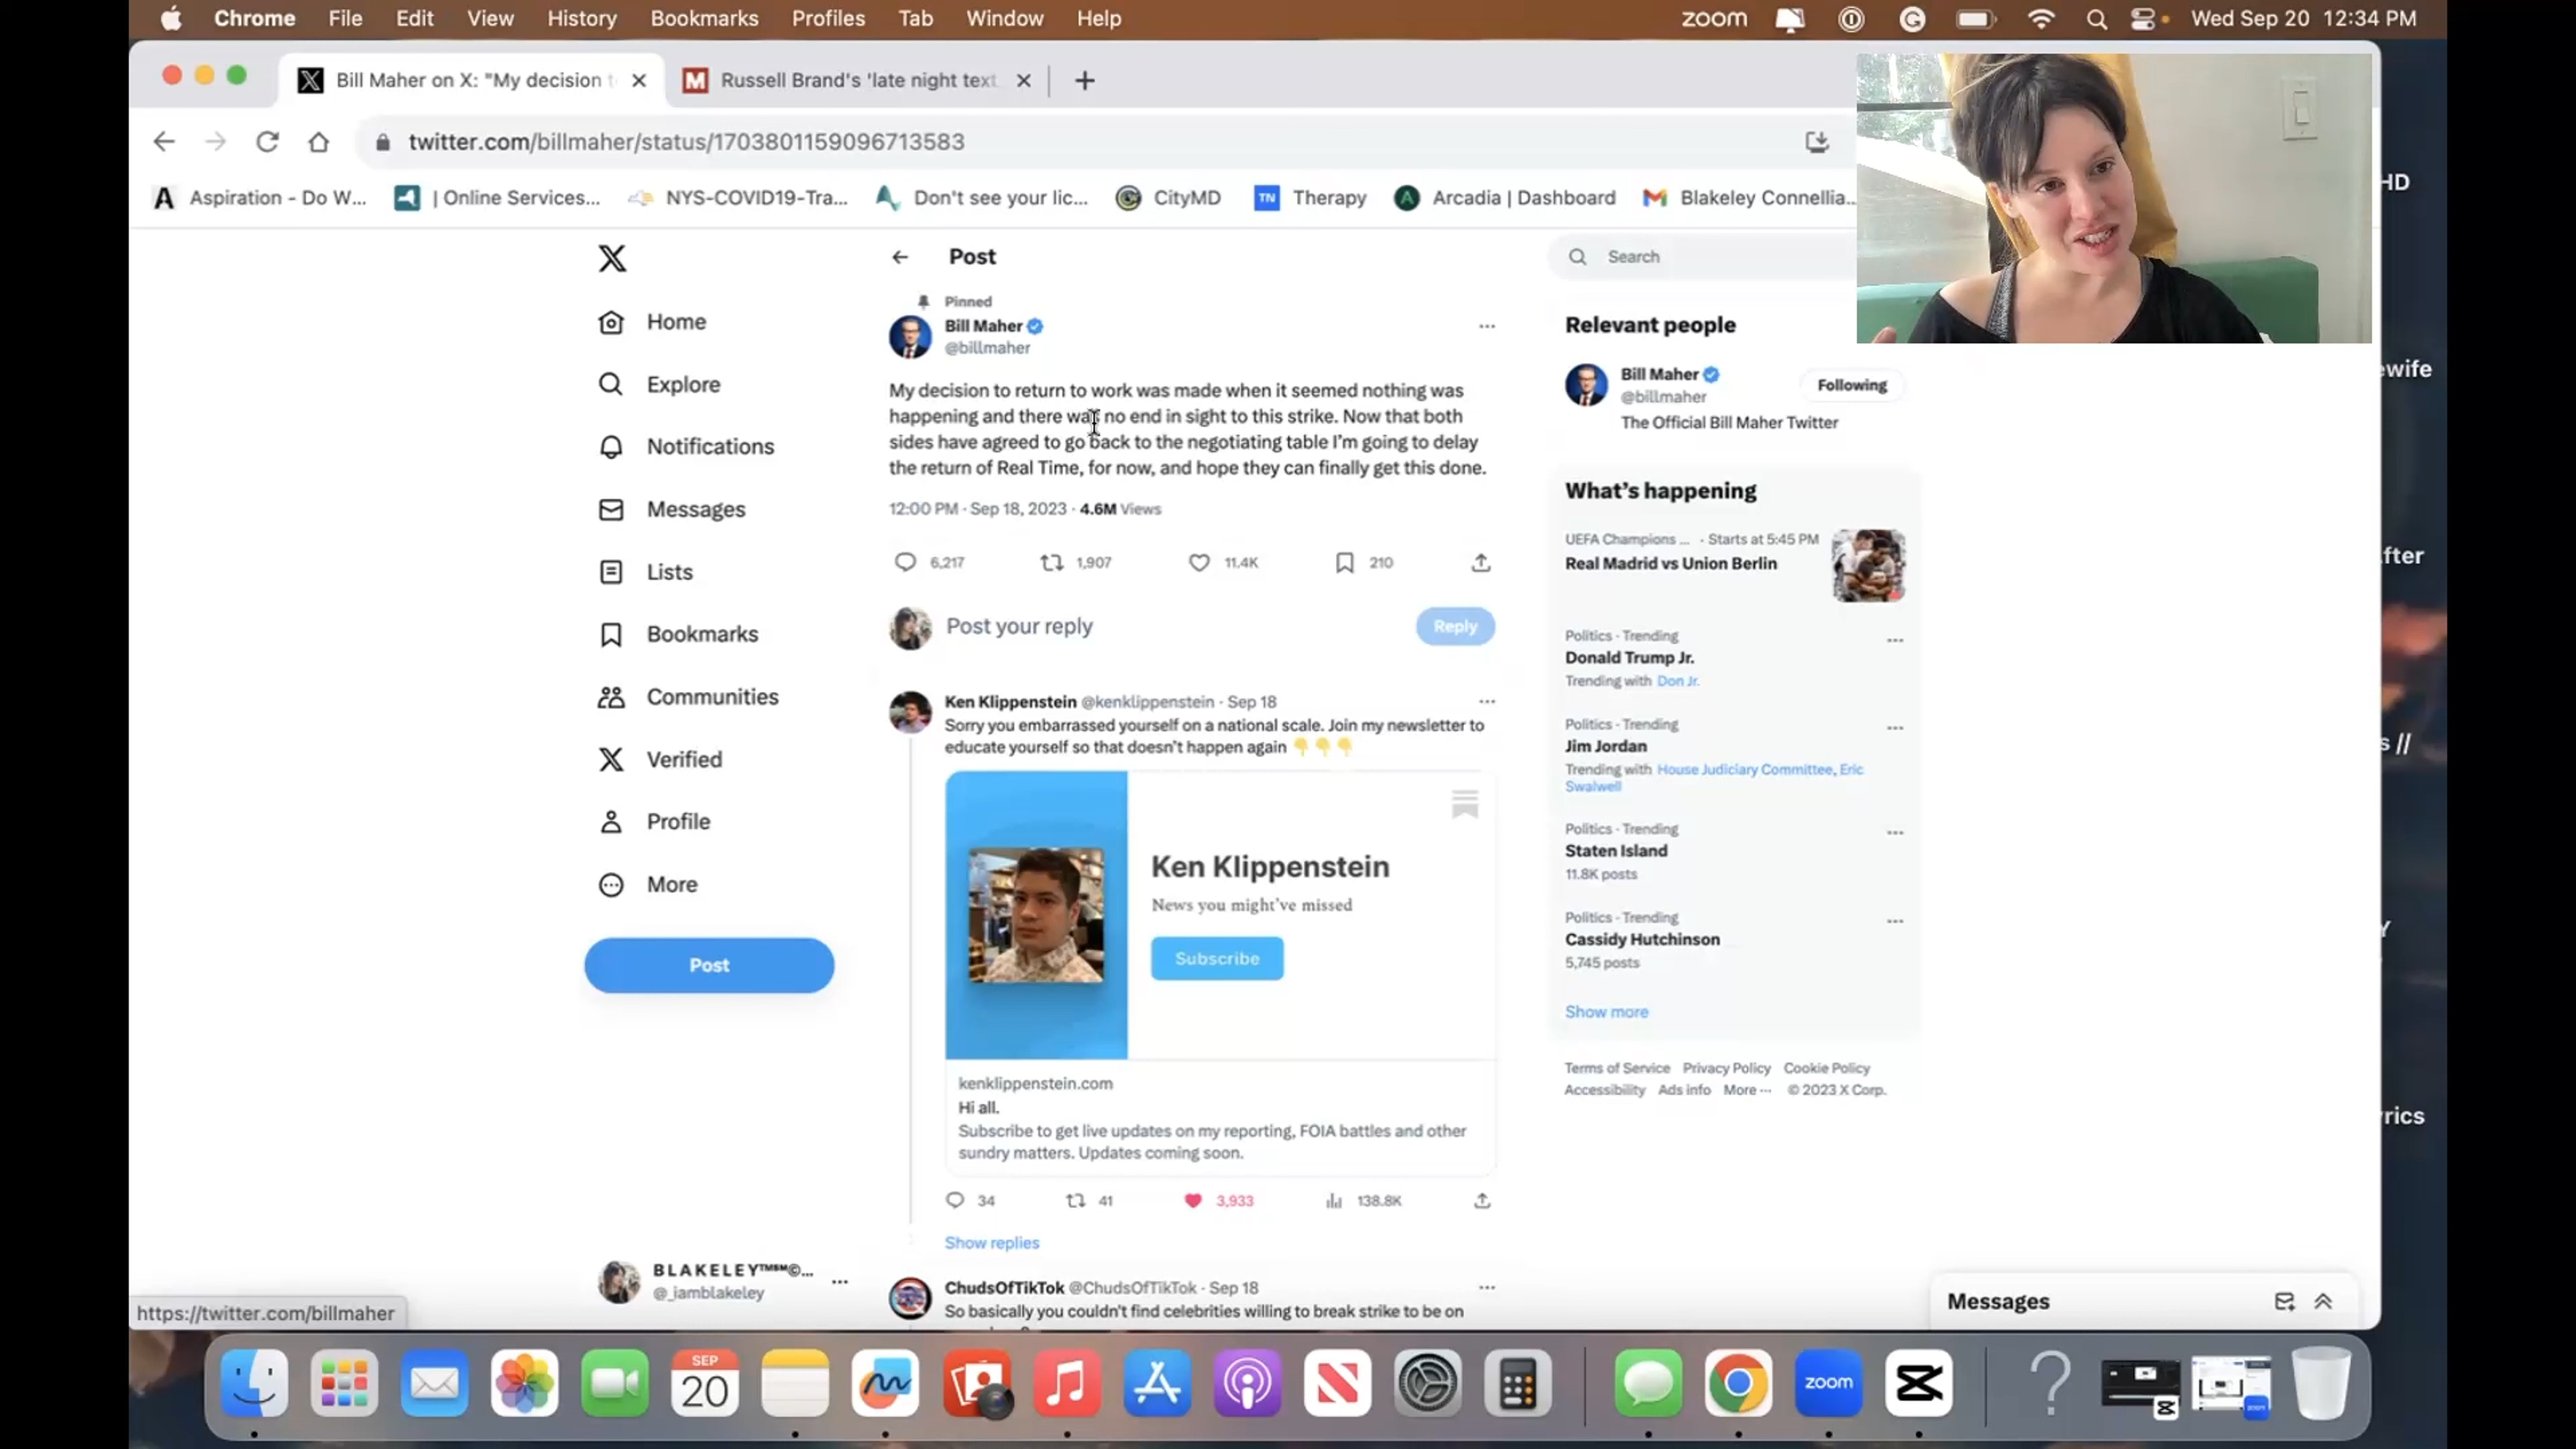 Chrome File Edit View History Bookmarks Profiles Tab Window Help
zoom Wed Sep 20 12:34 PM
Bill Maher on X: "My decision t
Russell Brand's 'late night text
twitter.com/billmaher/status/1703801159096713583
Aspiration - Do W...
| Online Services...
NYS-COVID19-Tra...
Don't see your lic...
CityMD
TN Therapy
Arcadia | Dashboard
Blakeley Connellia...
Home
Explore
Notifications
Messages
Lists
Bookmarks
Communities
Verified
Profile
More
Post
BLAKELEY™℠©...
@_iamblakeley
https://twitter.com/billmaher
Post
Pinned
Bill Maher
@billmaher
My decision to return to work was made when it seemed nothing was
happening and there was no end in sight to this strike. Now that both
sides have agreed to go back to the negotiating table I'm going to delay
the return of Real Time, for now, and hope they can finally get this done.
12:00 PM · Sep 18, 2023 · 4.6M Views
6,217 1,907 11.4K 210
Post your reply
Reply
Ken Klippenstein @kenklippenstein · Sep 18
Sorry you embarrassed yourself on a national scale. Join my newsletter to
educate yourself so that doesn't happen again 👇👇👇
Ken Klippenstein
News you might've missed
Subscribe
kenklippenstein.com
Hi all.
Subscribe to get live updates on my reporting, FOIA battles and other
sundry matters. Updates coming soon.
34 41 3,933 138.8K
Show replies
ChudsOfTikTok @ChudsOfTikTok · Sep 18
So basically you couldn't find celebrities willing to break strike to be on
Search
Relevant people
Bill Maher
@billmaher
Following
The Official Bill Maher Twitter
What's happening
UEFA Champions ... · Starts at 5:45 PM
Real Madrid vs Union Berlin
Politics · Trending
Donald Trump Jr.
Trending with Don Jr.
Politics · Trending
Jim Jordan
Trending with House Judiciary Committee, Eric
Swalwell
Politics · Trending
Staten Island
11.8K posts
Politics · Trending
Cassidy Hutchinson
5,745 posts
Show more
Terms of Service Privacy Policy Cookie Policy
Accessibility Ads info More ··· © 2023 X Corp.
Messages
HD
ewife
fter
s //
Y
rics
SEP
20
zoom
zoom